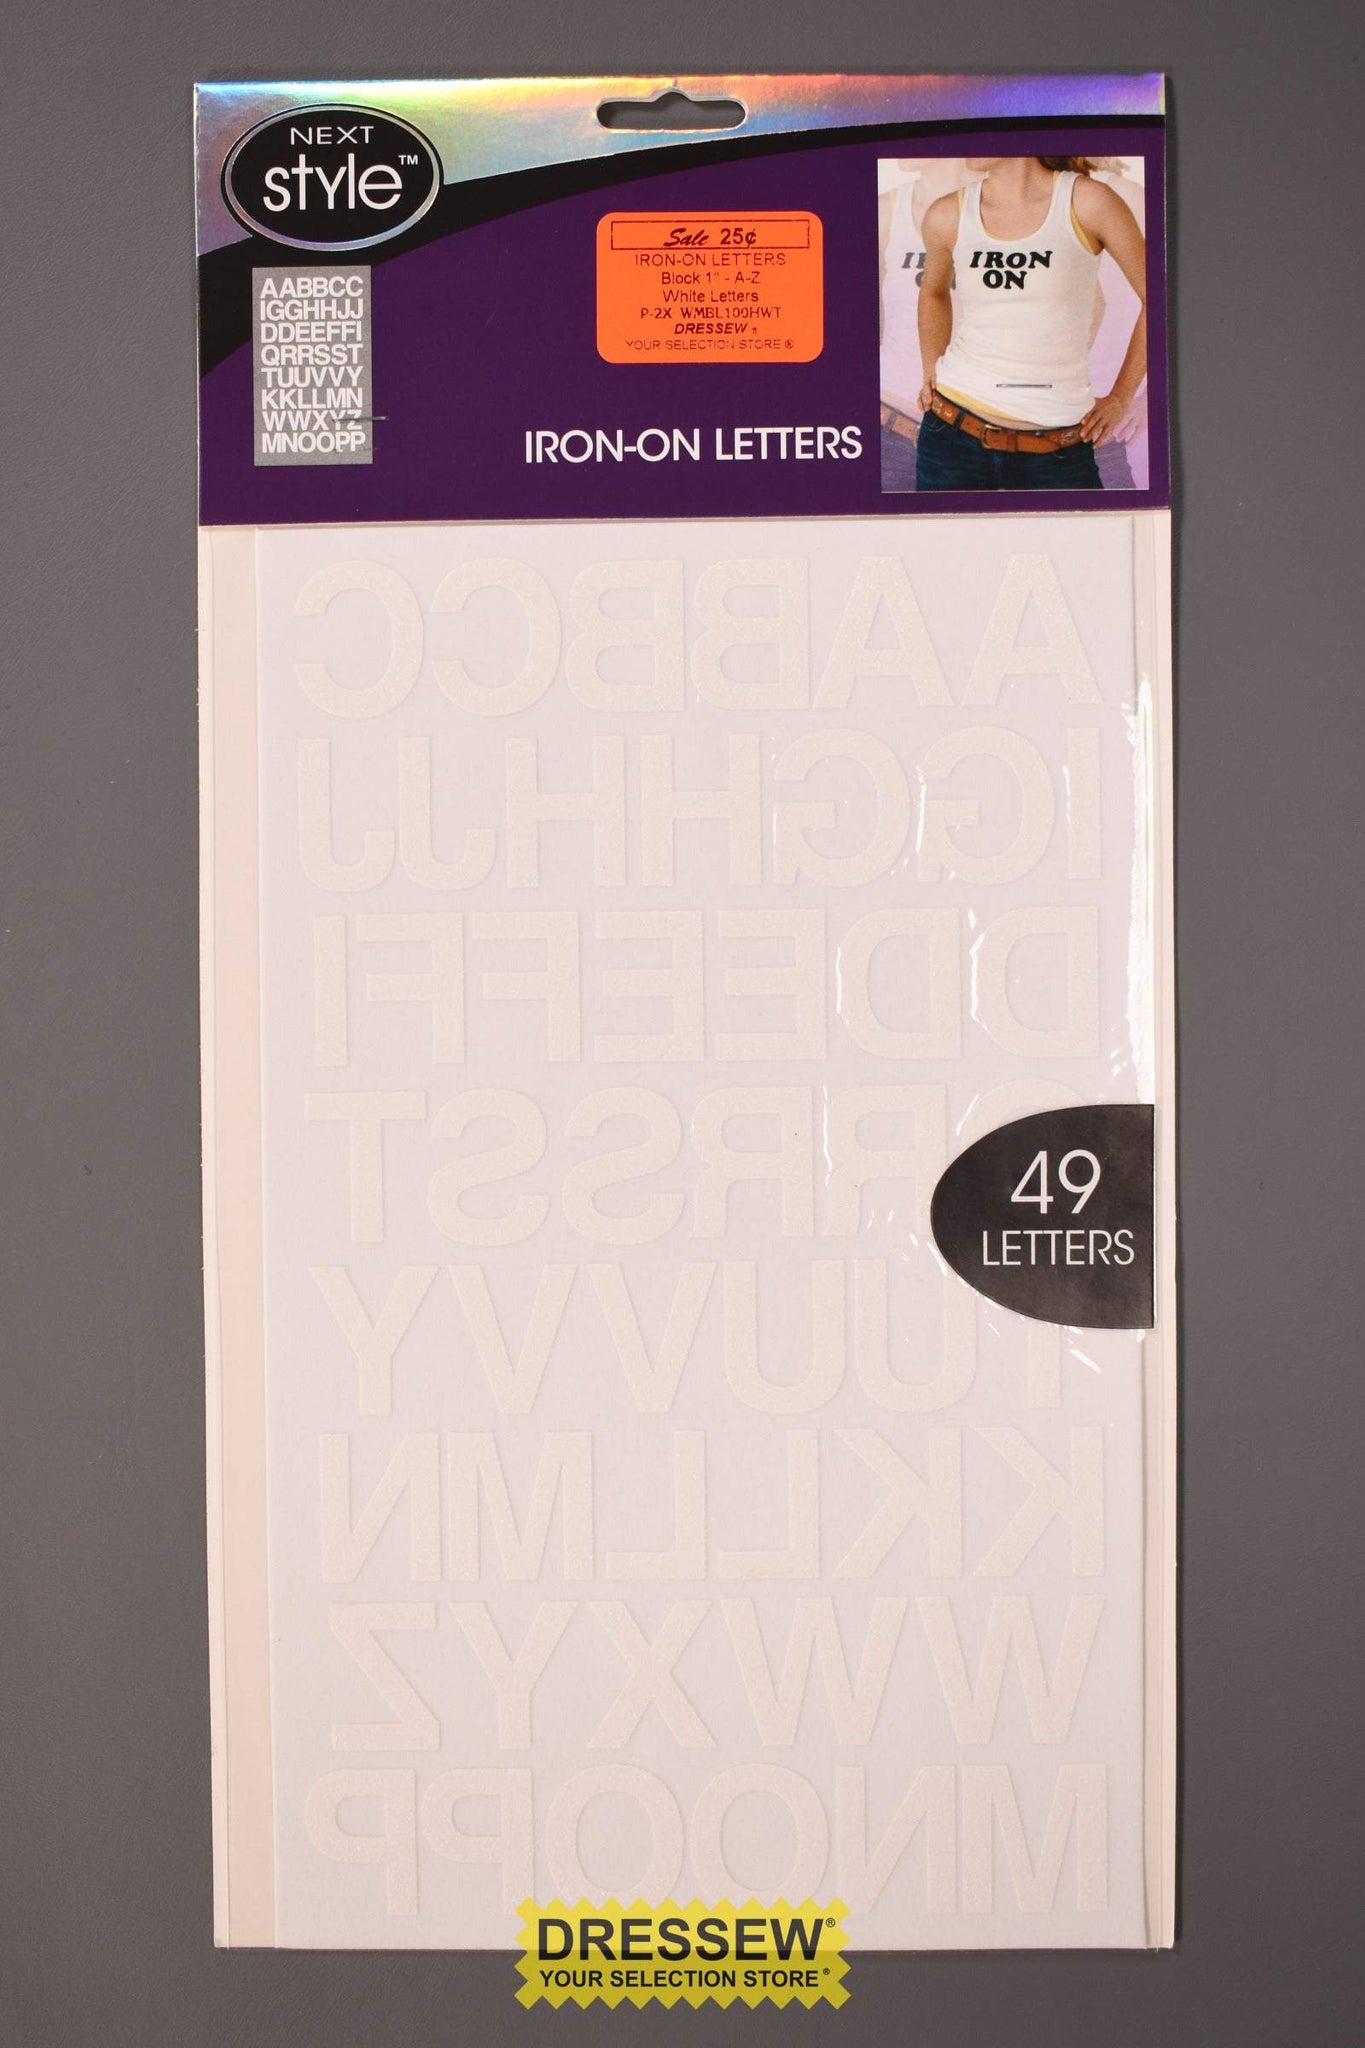 NEXT
style™
AABBCC
IGGHHJJ
DDEEFFI
QRRSST
TUUVVY
KKLLMN
WWXYZ
MNOOPP
Sale 25¢
IRON-ON LETTERS
Block 1" - A-Z
White Letters
P-2X WMBL100HWT
DRESSEW ®
YOUR SELECTION STORE ®
IRON
ON
IRON-ON LETTERS
AABBCC
IGGHHJJ
DDEEFFI
QRRSST
TUUVVY
KKLLMN
WWXYZ
MNOOPP
49
LETTERS
DRESSEW®
YOUR SELECTION STORE®